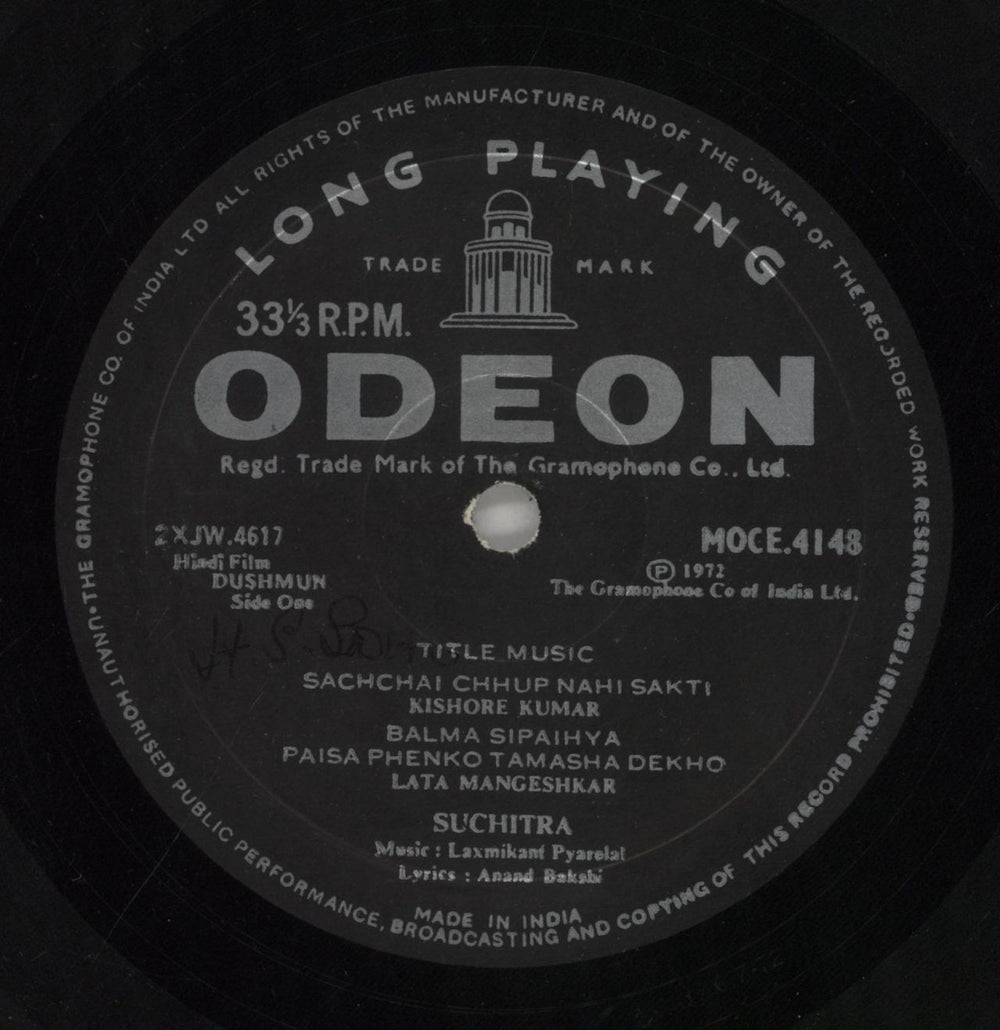 THE GRAMOPHONE CO. OF INDIA LTD ALL RIGHTS OF THE MANUFACTURER AND OF THE OWNER OF THE RECORDED WORK RESERVED • UNAUTHORISED PUBLIC PERFORMANCE, BROADCASTING AND COPYING OF THIS RECORD PROHIBITED •
LONG PLAYING
TRADE MARK
33⅓ R.P.M.
ODEON
Regd. Trade Mark of The Gramophone Co., Ltd.
2XJW.4617
MOCE.4148
Hindi Film
DUSHMUN
Side One
Ⓟ 1972
The Gramophone Co of India Ltd.
TITLE MUSIC
SACHCHAI CHHUP NAHI SAKTI
KISHORE KUMAR
BALMA SIPAIHYA
PAISA PHENKO TAMASHA DEKHO
LATA MANGESHKAR
SUCHITRA
Music : Laxmikant Pyarelal
Lyrics : Anand Bakshi
MADE IN INDIA